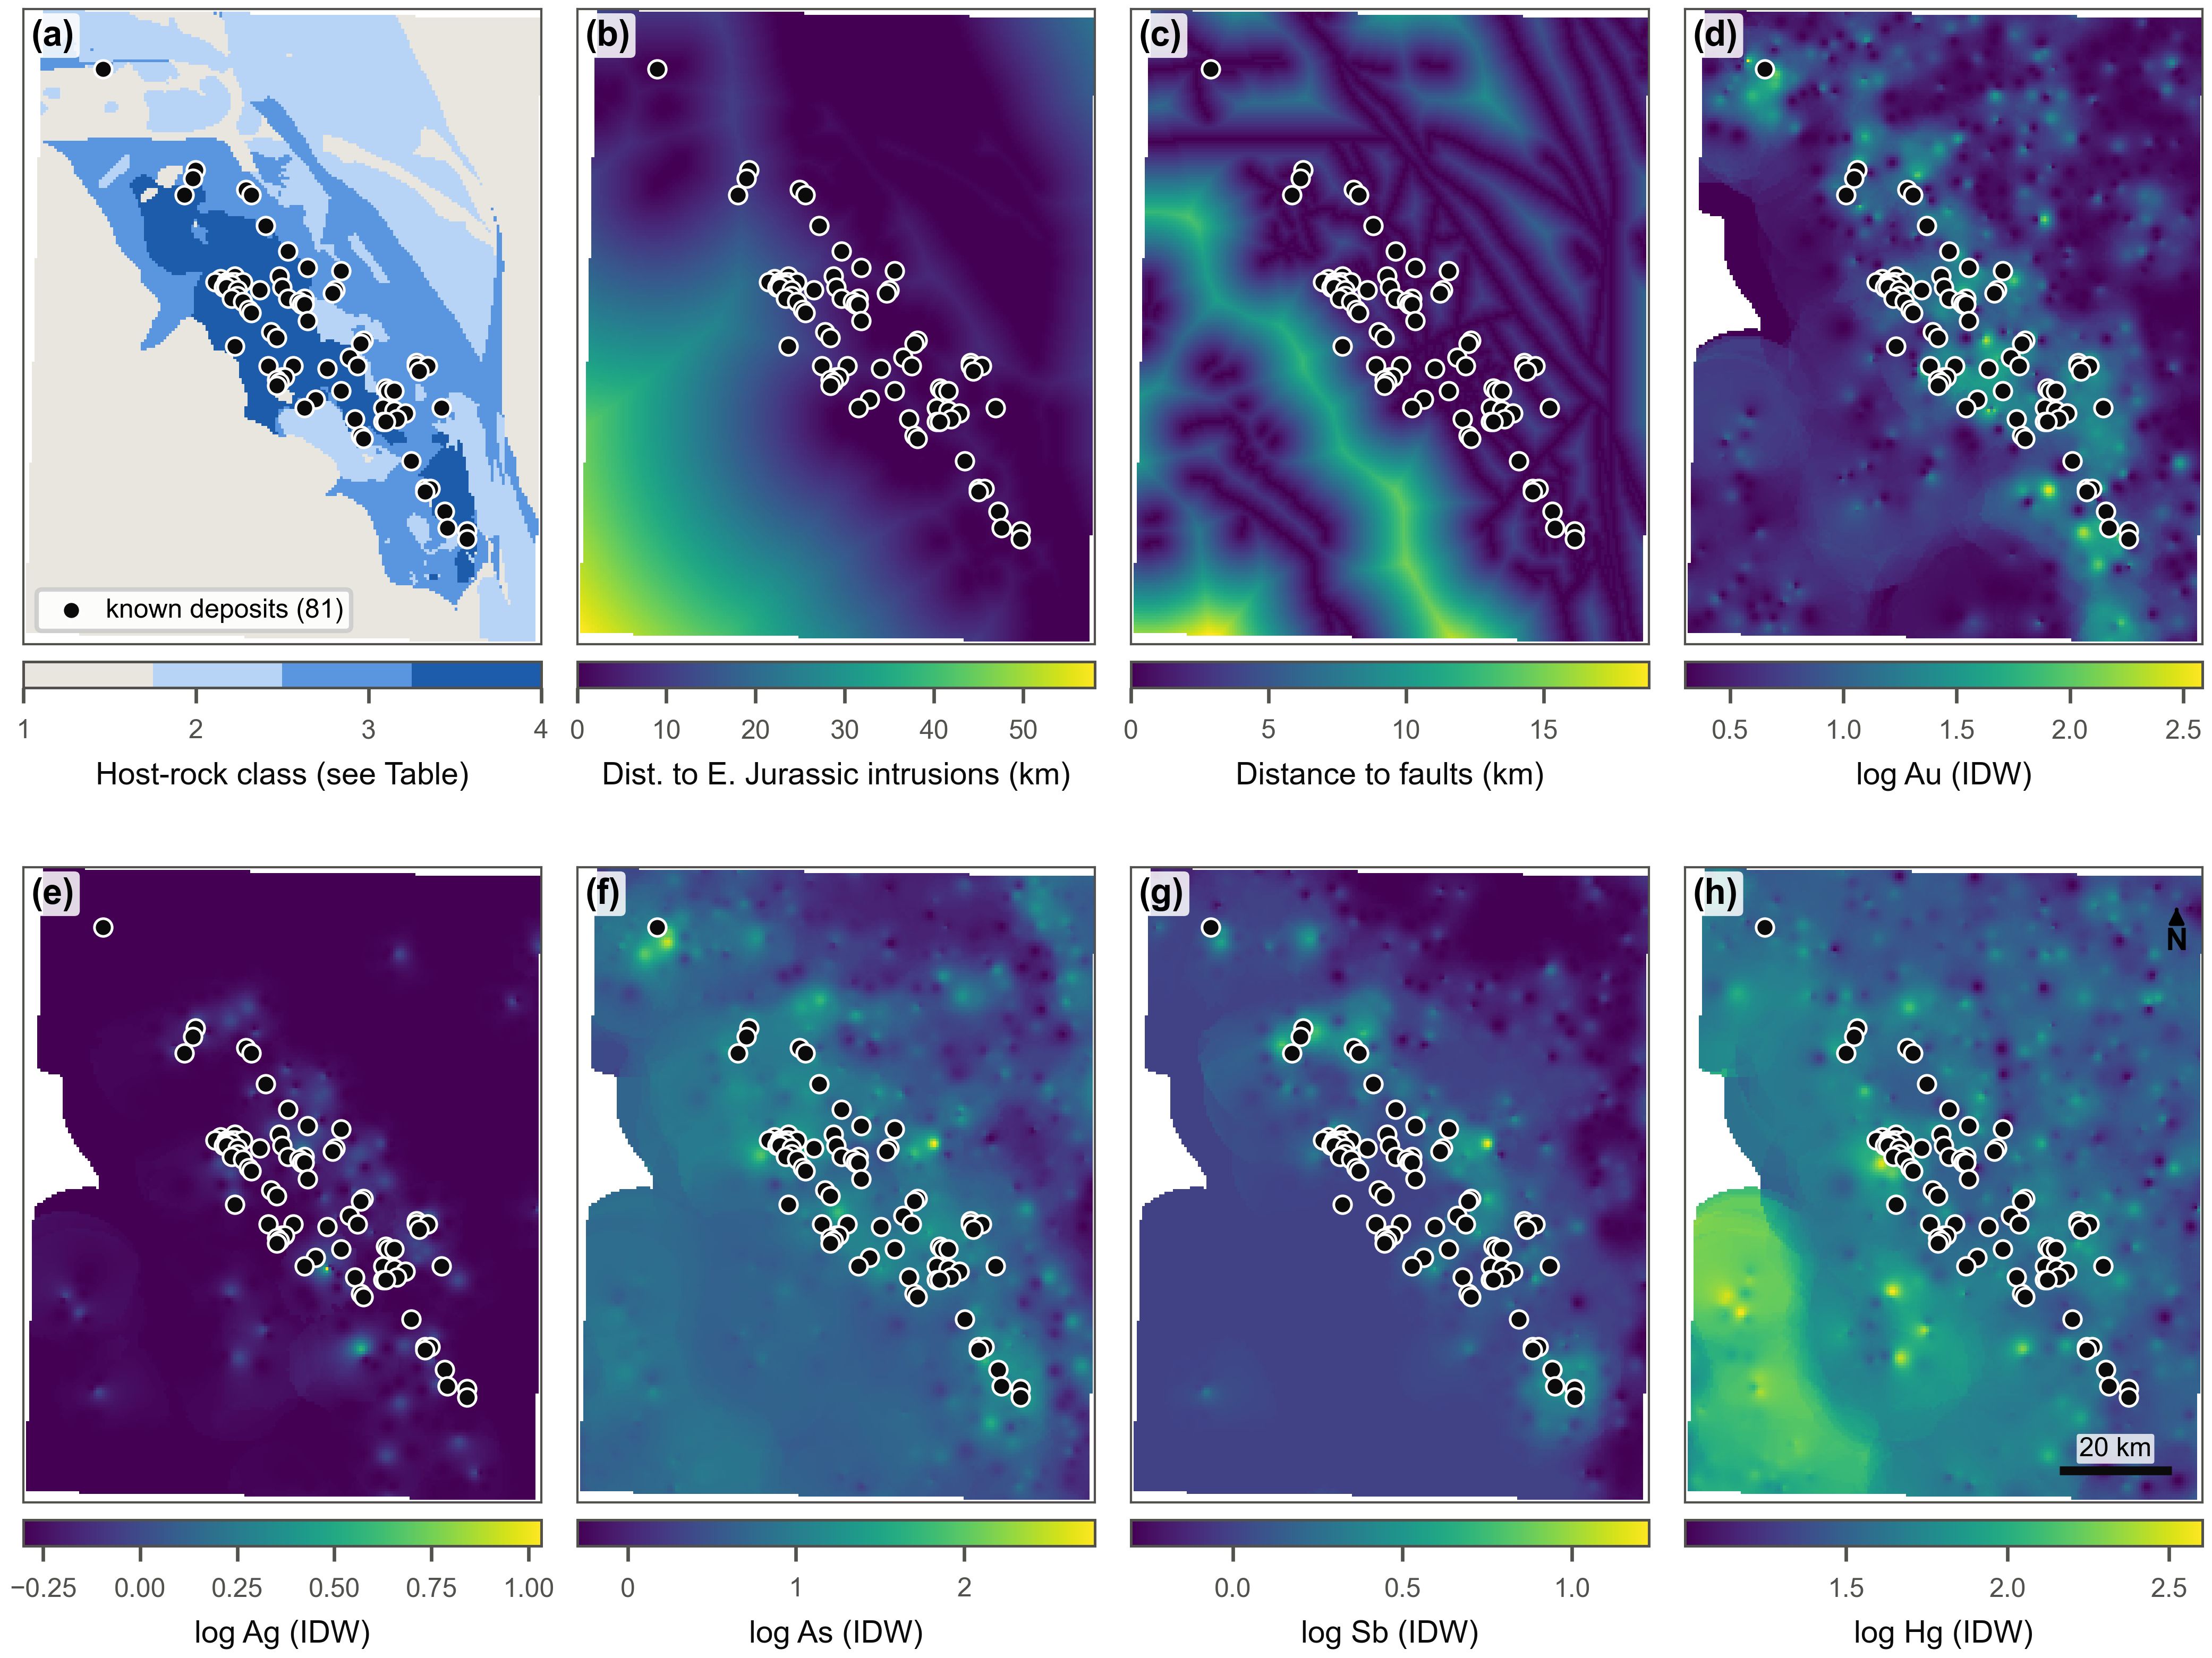 (a) (b) (c) (d)
known deposits (81)
1 2 3 4
Host-rock class (see Table)
0 10 20 30 40 50
Dist. to E. Jurassic intrusions (km)
0 5 10 15
Distance to faults (km)
0.5 1.0 1.5 2.0 2.5
log Au (IDW)
(e) (f) (g) (h)
N
20 km
−0.25 0.00 0.25 0.50 0.75 1.00
log Ag (IDW)
0 1 2
log As (IDW)
0.0 0.5 1.0
log Sb (IDW)
1.5 2.0 2.5
log Hg (IDW)